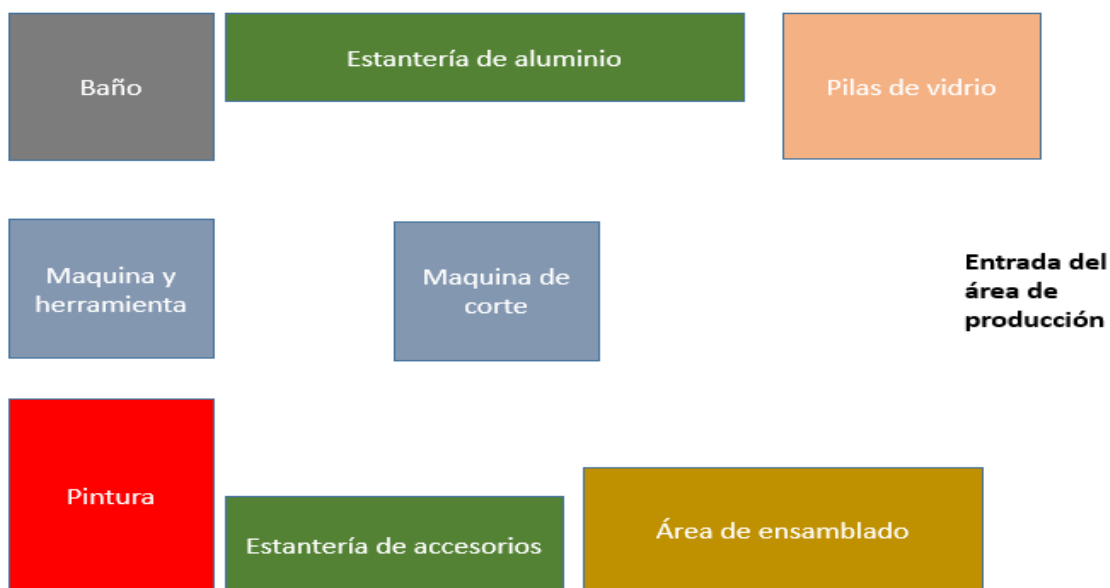 Baño
Estantería de aluminio
Pilas de vidrio
Maquina y
herramienta
Maquina de
corte
Entrada del
área de
producción
Pintura
Estantería de accesorios
Área de ensamblado